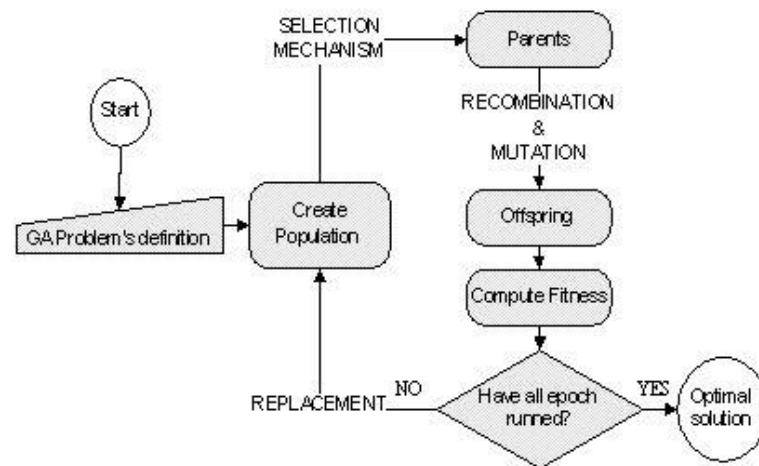 Start
GA Problem's definition
Create
Population
SELECTION
MECHANISM
Parents
RECOMBINATION
&
MUTATION
Offspring
Compute Fitness
Have all epoch
runned?
NO
REPLACEMENT
YES
Optimal
solution